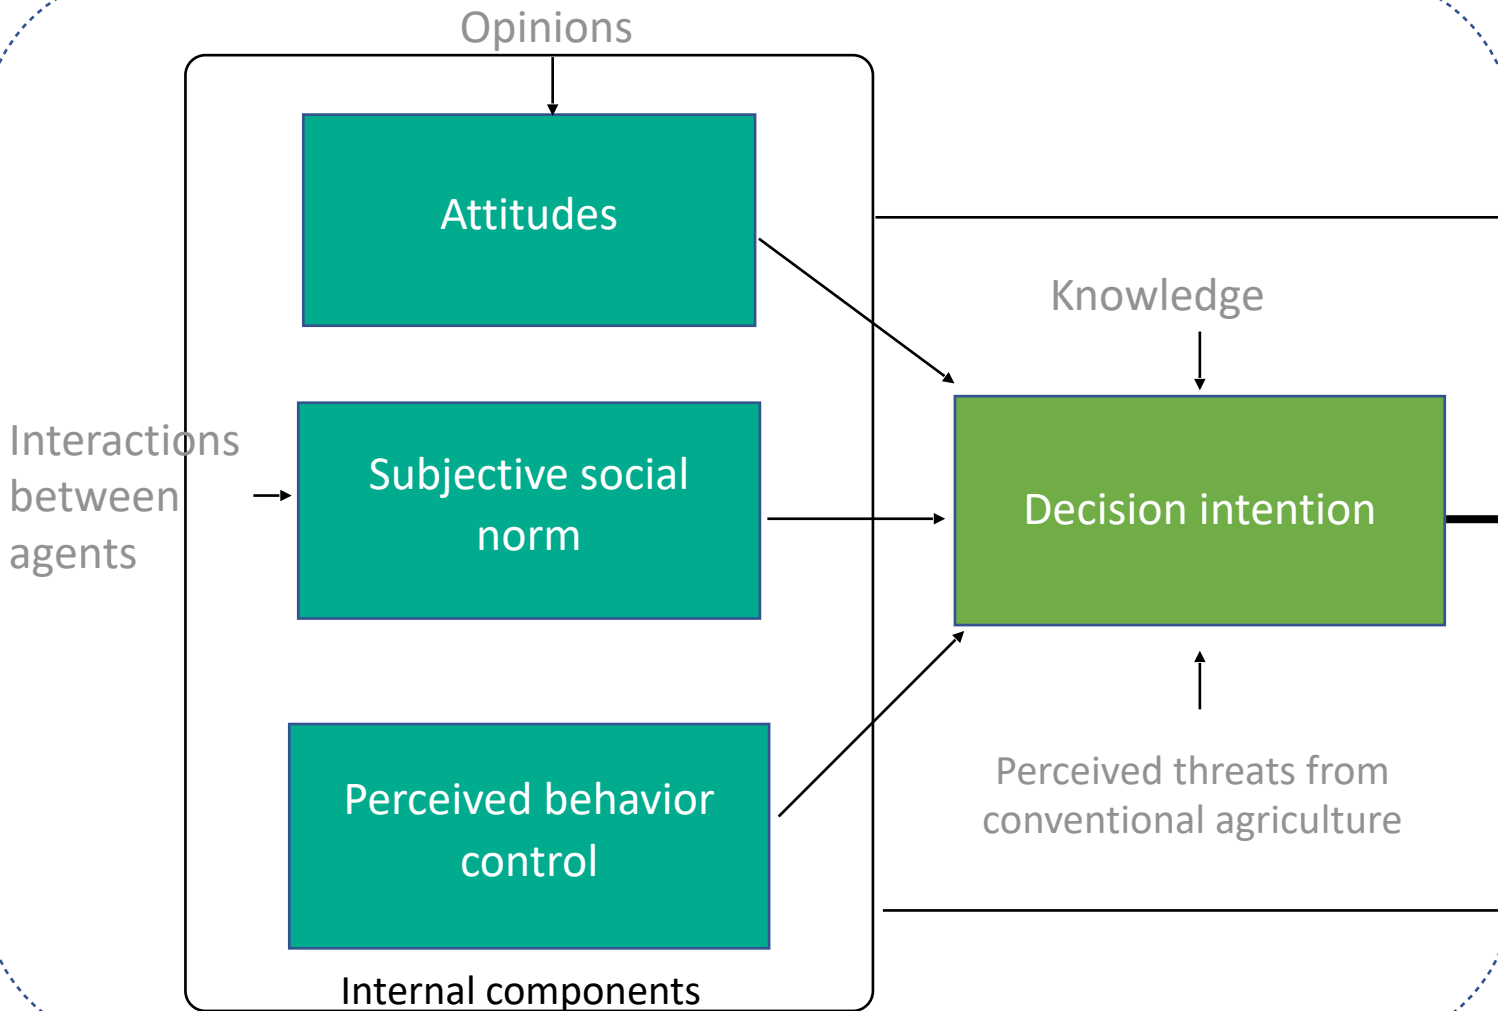 Opinions
Attitudes
Knowledge
Interactions
between
agents
Subjective social
norm
Decision intention
Perceived behavior
control
Perceived threats from
conventional agriculture
Internal components